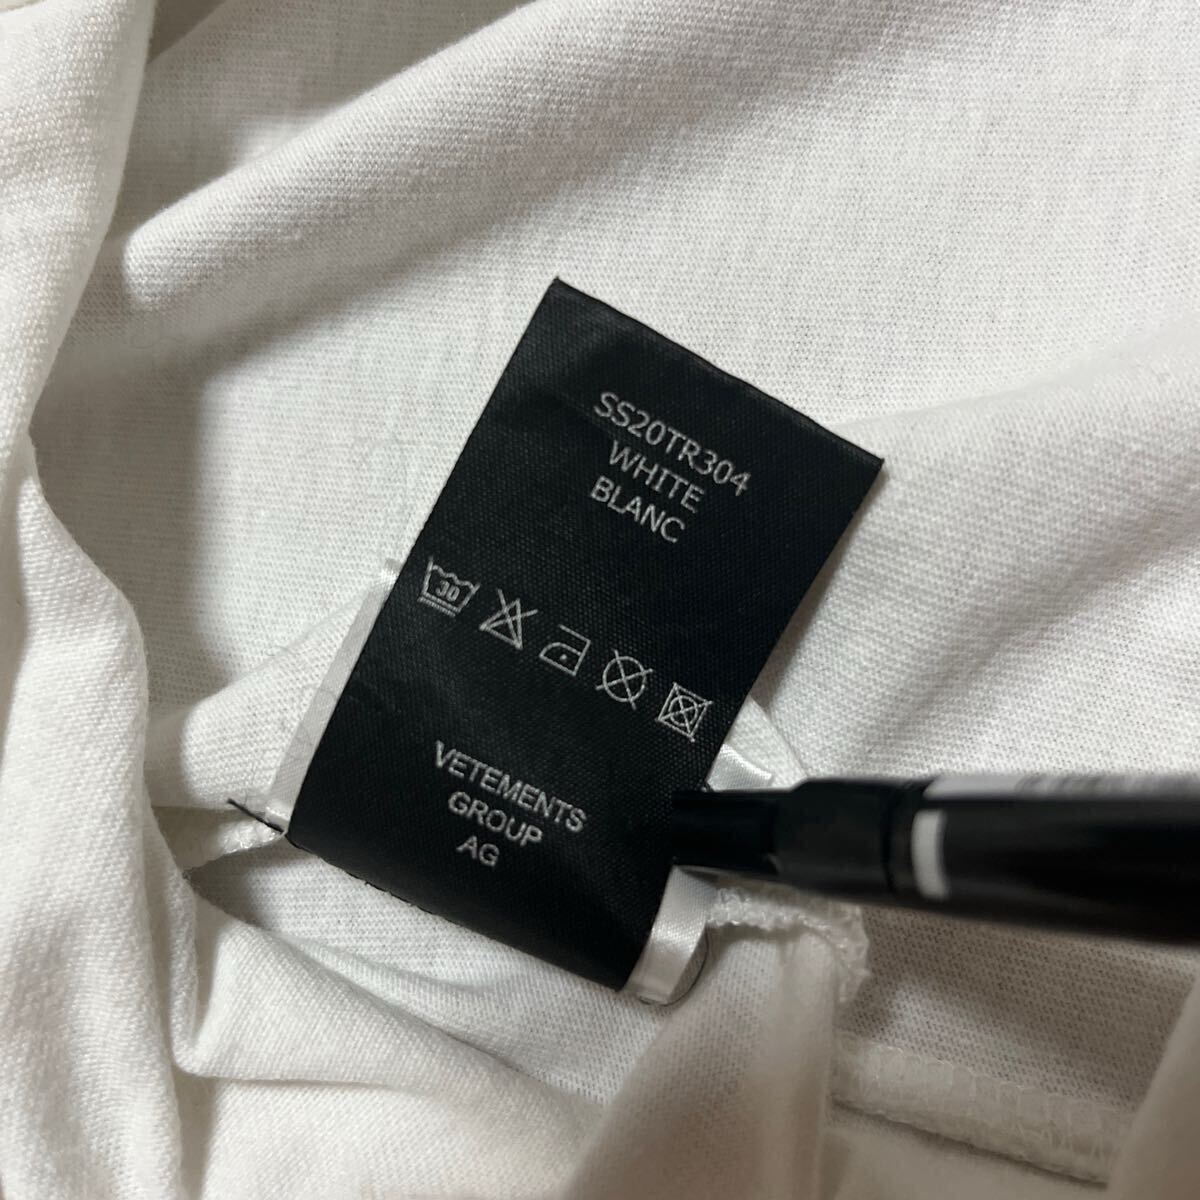 SS20TR304
WHITE
BLANC
30
VETEMENTS
GROUP
AG